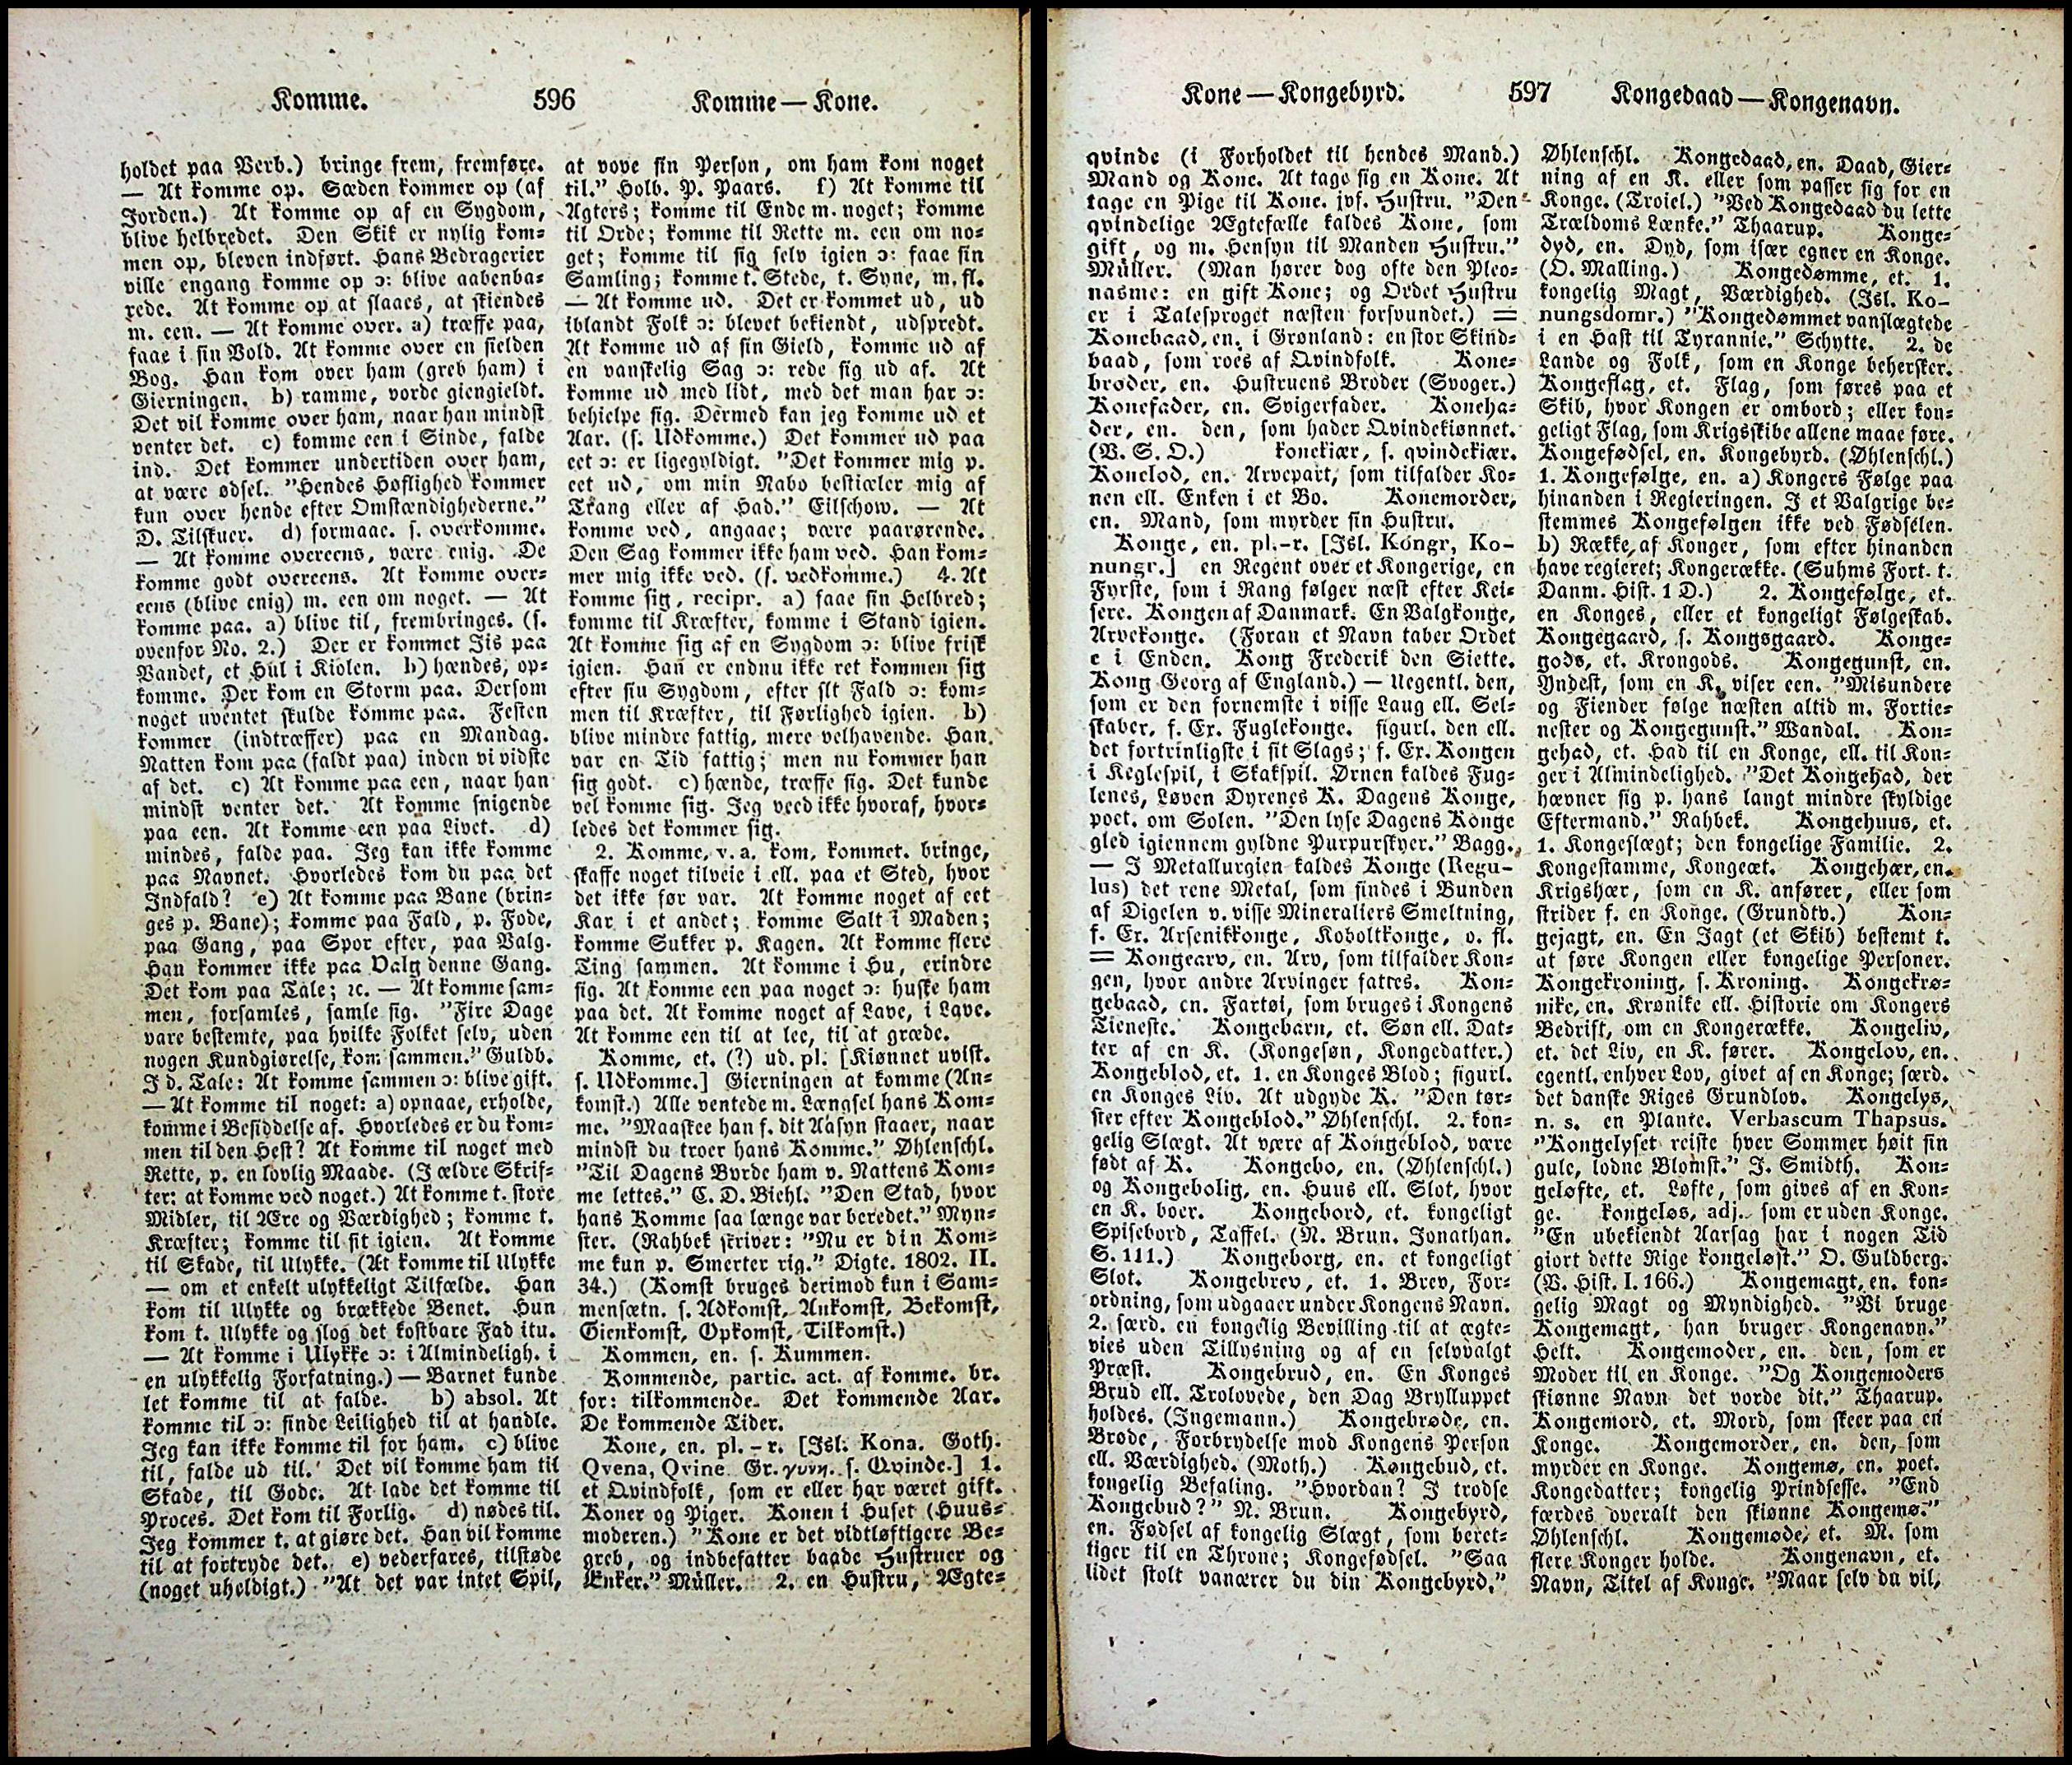 Komme. 596 Komme — Kone.
holdet paa Verb.) bringe frem, fremføre.
— At komme op. Sæden kommer op (af
Jorden.) At komme op af en Sygdom,
blive helbredet. Den Skik er nylig kom-
men op, bleven indført. Hans Bedragerier
ville engang komme op ɔ: blive aabenba-
rede. At komme op at slaaes, at skiendes
m. een. — At komme over. a) træffe paa,
faae i sin Vold. At komme over en sielden
Bog. Han kom over ham (greb ham) i
Gierningen. b) ramme, vorde giengieldt.
Det vil komme over ham, naar han mindst
venter det. c) komme een i Sinde, falde
ind. Det kommer undertiden over ham,
at være ødsel. "Hendes Høflighed kommer
kun over hende efter Omstændighederne."
D. Tilskuer. d) formaae. s. overkomme.
— At komme overeens, være enig. De
komme godt overeens. At komme over-
eens (blive enig) m. een om noget. — At
komme paa. a) blive til, frembringes. (s.
ovenfor No. 2.) Der er kommet Iis paa
Vandet, et Hul i Kiolen. b) hændes, op-
komme. Der kom en Storm paa. Dersom
noget uventet skulde komme paa. Festen
kommer (indtræffer) paa en Mandag.
Natten kom paa (faldt paa) inden vi vidste
af det. c) At komme paa een, naar han
mindst venter det. At komme snigende
paa een. At komme een paa Livet. d)
mindes, falde paa. Jeg kan ikke komme
paa Navnet. Hvorledes kom du paa det
Indfald? e) At komme paa Bane (brin-
ges p. Bane); komme paa Fald, p. Fode,
paa Gang, paa Spor efter, paa Valg.
Han kommer ikke paa Valg denne Gang.
Det kom paa Tale; ꝛc. — At komme sam-
men, forsamles, samle sig. "Fire Dage
vare bestemte, paa hvilke Folket selv, uden
nogen Kundgiørelse, kom sammen." Guldb.
I d. Tale: At komme sammen ɔ: blive gift.
— At komme til noget: a) opnaae, erholde,
komme i Besiddelse af. Hvorledes er du kom-
men til den Hest? At komme til noget med
Rette, p. en lovlig Maade. (I ældre Skrif-
ter: at komme ved noget.) At komme t. store
Midler, til Ære og Værdighed; komme t.
Kræfter; komme til sit igien. At komme
til Skade, til Ulykke. (At komme til Ulykke
— om et enkelt ulykkeligt Tilfælde. Han
kom til Ulykke og brækkede Benet. Hun
kom t. Ulykke og slog det kostbare Fad itu.
— At komme i Ulykke ɔ: i Almindeligh. i
en ulykkelig Forfatning.) — Barnet kunde
let komme til at falde. b) absol. At
komme til ɔ: finde Leilighed til at handle.
Jeg kan ikke komme til for ham. c) blive
til, falde ud til. Det vil komme ham til
Skade, til Gode. At lade det komme til
Proces. Det kom til Forlig. d) nødes til.
Jeg kommer t. at giøre det. Han vil komme
til at fortryde det. e) vederfares, tilstøde
(noget uheldigt.) "At det var intet Spil,
at vove sin Person, om ham kom noget
til." Holb. P. Paars. f) At komme til
Agters; komme til Ende m. noget; komme
til Orde; komme til Rette m. een om no-
get; komme til sig selv igien ɔ: faae sin
Samling; komme t. Stede, t. Syne, m. fl.
— At komme ud. Det er kommet ud, ud
iblandt Folk ɔ: blevet bekiendt, udspredt.
At komme ud af sin Gield, komme ud af
en vanskelig Sag ɔ: rede sig ud af. At
komme ud med lidt, med det man har ɔ:
behielpe sig. Dermed kan jeg komme ud et
Aar. (s. Udkomme.) Det kommer ud paa
eet ɔ: er ligegyldigt. "Det kommer mig p.
eet ud, om min Nabo bestiæler mig af
Trang eller af Had." Eilschow. — At
komme ved, angaae; være paarørende.
Den Sag kommer ikke ham ved. Han kom-
mer mig ikke ved. (s. vedkomme.) 4. At
komme sig, recipr. a) faae sin Helbred;
komme til Kræfter, komme i Stand igien.
At komme sig af en Sygdom ɔ: blive frisk
igien. Han er endnu ikke ret kommen sig
efter sin Sygdom, efter slt Fald ɔ: kom-
men til Kræfter, til Førlighed igien. b)
blive mindre fattig, mere velhavende. Han
var en Tid fattig; men nu kommer han
sig godt. c) hænde, træffe sig. Det kunde
vel komme sig. Jeg veed ikke hvoraf, hvor-
ledes det kommer sig.
2. Komme, v. a. kom, kommet. bringe,
skaffe noget tilveie i ell. paa et Sted, hvor
det ikke før var. At komme noget af eet
Kar i et andet; komme Salt i Maden;
komme Sukker p. Kagen. At komme flere
Ting sammen. At komme i Hu, erindre
sig. At komme een paa noget ɔ: huske ham
paa det. At komme noget af Lave, i Lave.
At komme een til at lee, til at græde.
Komme, et. (?) ud. pl. [Kiønnet uvist.
s. Udkomme.] Gierningen at komme (An-
komst.) Alle ventede m. Længsel hans Kom-
me. "Maaskee han f. dit Aasyn staaer, naar
mindst du troer hans Komme." Øhlenschl.
"Til Dagens Byrde ham v. Nattens Kom-
me lettes." C. D. Biehl. "Den Stad, hvor
hans Komme saa længe var beredet." Myn-
ster. (Rahbek skriver: "Nu er din Kom-
me kun p. Smerter rig." Digte. 1802. II.
34.) (Komst bruges derimod kun i Sam-
mensætn. s. Adkomst, Ankomst, Bekomst,
Gienkomst, Opkomst, Tilkomst.)
Kommen, en. s. Kummen.
Kommende, partic. act. af komme. br.
for: tilkommende. Det kommende Aar.
De kommende Tider.
Kone, en. pl. -r. [Isl. Kona. Goth.
Qvena, Qvine. Gr. γυνη. s. Qvinde.] 1.
et Qvindfolk, som er eller har været gift.
Koner og Piger. Konen i Huset (Huus-
moderen.) "Kone er det vidtløftigere Be-
greb, og indbefatter baade Hustruer og
Enker." Müller. 2. en Hustru, Ægte-
Kone — Kongebyrd. 597 Kongedaad — Kongenavn.
qvinde (i Forholdet til hendes Mand.)
Mand og Kone. At tage sig en Kone. At
tage en Pige til Kone. jvf. Hustru. "Den
qvindelige Ægtefælle kaldes Kone, som
gift, og m. Hensyn til Manden Hustru."
Müller. (Man hører dog ofte den Pleo-
nasme: en gift Kone; og Ordet Hustru
er i Talesproget næsten forsvundet.) =
Konebaad, en. i Grønland: en stor Skind-
baad, som roes af Qvindfolk. Kone-
broder, en. Hustruens Broder (Svoger.)
Konefader, en. Svigerfader. Koneha-
der, en. den, som hader Qvindekiønnet.
(V. S. O.) konekiær, s. qvindekiær.
Konelod, en. Arvepart, som tilfalder Ko-
nen ell. Enken i et Bo. Konemorder,
en. Mand, som myrder sin Hustru.
Konge, en. pl.-r. [Isl. Kóngr, Ko-
nungr.] en Regent over et Kongerige, en
Fyrste, som i Rang følger næst efter Kei-
sere. Kongen af Danmark. En Valgkonge,
Arvekonge. (Foran et Navn taber Ordet
e i Enden. Kong Frederik den Siette.
Kong Georg af England.) — Uegentl. den,
som er den fornemste i visse Laug ell. Sel-
skaber, f. Ex. Fuglekonge. figurl. den ell.
det fortrinligste i sit Slags; f. Ex. Kongen
i Keglespil, i Skakspil. Ørnen kaldes Fug-
lenes, Løven Dyrenes K. Dagens Konge,
poet. om Solen. "Den lyse Dagens Konge
gled igiennem gyldne Purpurskyer." Bagg.
— I Metallurgien kaldes Konge (Regu-
lus) det rene Metal, som findes i Bunden
af Digelen v. visse Mineraliers Smeltning,
f. Ex. Arsenikkonge, Koboltkonge, o. fl.
= Kongearv, en. Arv, som tilfalder Kon-
gen, hvor andre Arvinger fattes. Kon-
gebaad, en. Fartøi, som bruges i Kongens
Tieneste. Kongebarn, et. Søn ell. Dat-
ter af en K. (Kongesøn, Kongedatter.)
Kongeblod, et. 1. en Konges Blod; figurl.
en Konges Liv. At udgyde K. "Den tør-
ster efter Kongeblod." Øhlenschl. 2. kon-
gelig Slægt. At være af Kongeblod, være
født af K. Kongebo, en. (Øhlenschl.)
og Kongebolig, en. Huus ell. Slot, hvor
en K. boer. Kongebord, et. kongeligt
Spisebord, Taffel. (N. Brun. Jonathan.
S. 111.) Kongeborg, en. et kongeligt
Slot. Kongebrev, et. 1. Brev, For-
ordning, som udgaaer under Kongens Navn.
2. særd. en kongelig Bevilling til at ægte-
vies uden Tillysning og af en selvvalgt
Præst. Kongebrud, en. En Konges
Brud ell. Trolovede, den Dag Brylluppet
holdes. (Ingemann.) Kongebrøde, en.
Brøde, Forbrydelse mod Kongens Person
ell. Værdighed. (Moth.) Kongebud, et.
kongelig Befaling. "Hvordan? I trodse
Kongebud?" N. Brun. Kongebyrd,
en. Fødsel af kongelig Slægt, som beret-
tiger til en Throne; Kongefødsel. "Saa
lidet stolt vanærer du din Kongebyrd."
Øhlenschl. Kongedaad, en. Daad, Gier-
ning af en K. eller som passer sig for en
Konge. (Troiel.) "Ved Kongedaad du lette
Trældoms Lænke." Thaarup. Konge-
dyd, en. Dyd, som især egner en Konge.
(O. Malling.) Kongedømme, et. 1.
kongelig Magt, Værdighed. (Isl. Ko-
nungsdomr.) "Kongedømmet vanslægtede
i en Hast til Tyrannie." Schytte. 2. de
Lande og Folk, som en Konge behersker.
Kongeflag, et. Flag, som føres paa et
Skib, hvor Kongen er ombord; eller kon-
geligt Flag, som Krigsskibe allene maae føre.
Kongefødsel, en. Kongebyrd. (Øhlenschl.)
1. Kongefølge, en. a) Kongers Følge paa
hinanden i Regieringen. I et Valgrige be-
stemmes Kongefølgen ikke ved Fødselen.
b) Række af Konger, som efter hinanden
have regieret; Kongerække. (Suhms Fort. t.
Danm. Hist. 1 D.) 2. Kongefølge, et.
en Konges, eller et kongeligt Følgeskab.
Kongegaard, s. Kongsgaard. Konge-
gods, et. Krongods. Kongegunst, en.
Yndest, som en K. viser een. "Misundere
og Fiender følge næsten altid m. Fortie-
nester og Kongegunst." Wandal. Kon-
gehad, et. Had til en Konge, ell. til Kon-
ger i Almindelighed. "Det Kongehad, der
hævner sig p. hans langt mindre skyldige
Eftermand." Rahbek. Kongehuus, et.
1. Kongeslægt; den kongelige Familie. 2.
Kongestamme, Kongeæt. Kongehær, en.
Krigshær, som en K. anfører, eller som
strider f. en Konge. (Grundtv.) Kon-
gejagt, en. En Jagt (et Skib) bestemt t.
at føre Kongen eller kongelige Personer.
Kongekroning, s. Kroning. Kongekrø-
nike, en. Krønike ell. Historie om Kongers
Bedrift, om en Kongerække. Kongeliv,
et. det Liv, en K. fører. Kongelov, en.
egentl. enhver Lov, givet af en Konge; særd.
det danske Riges Grundlov. Kongelys,
n. s. en Plante. Verbascum Thapsus.
"Kongelyset reiste hver Sommer høit sin
gule, lodne Blomst." J. Smidth. Kon-
geløfte, et. Løfte, som gives af en Kon-
ge. kongeløs, adj. som er uden Konge.
"En ubekiendt Aarsag har i nogen Tid
giort dette Rige kongeløst." O. Guldberg.
(V. Hist. I. 166.) Kongemagt, en. kon-
gelig Magt og Myndighed. "Vi bruge
Kongemagt, han bruger Kongenavn."
Helt. Kongemoder, en. den, som er
Moder til en Konge. "Og Kongemoders
skiønne Navn det vorde dit." Thaarup.
Kongemord, et. Mord, som skeer paa en
Konge. Kongemorder, en. den, som
myrder en Konge. Kongemø, en. poet.
Kongedatter; kongelig Prindsesse. "End
færdes overalt den skiønne Kongemø."
Øhlenschl. Kongemøde, et. M. som
flere Konger holde. Kongenavn, et.
Navn, Titel af Konge. "Naar selv du vil,